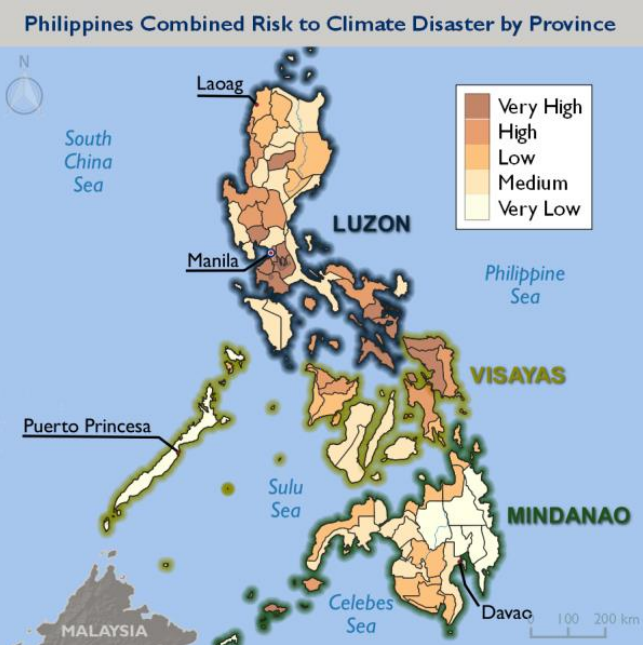 Philippines Combined Risk to Climate Disaster by Province
N
Laoag
Very High
High
Low
Medium
Very Low
South
China
Sea
LUZON
Manila
Philippine
Sea
VISAYAS
Puerto Princesa
Sulu
Sea
MINDANAO
Celebes
Sea
Davao
0 100 200 km
MALAYSIA